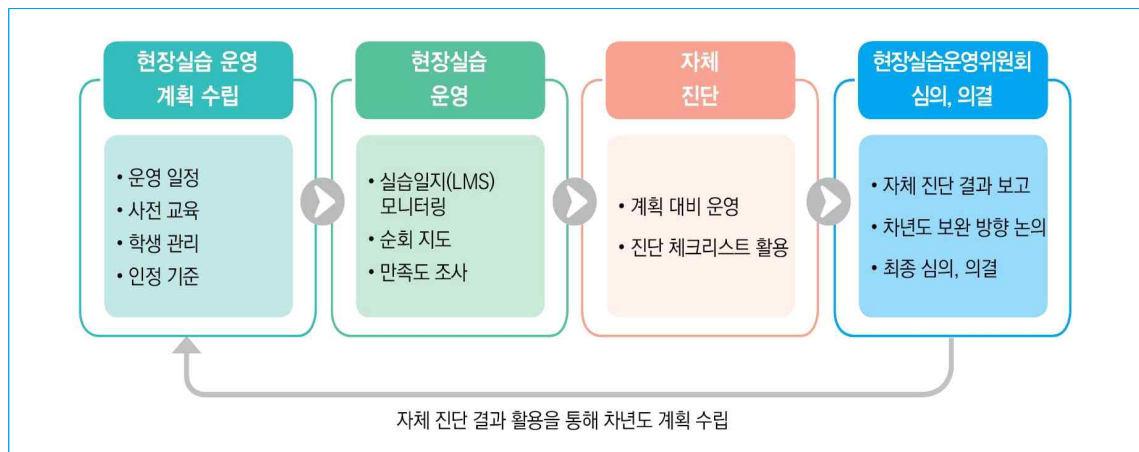 현장실습 운영
계획 수립
• 운영 일정
• 사전 교육
• 학생 관리
• 인정 기준
현장실습
운영
• 실습일지(LMS)
모니터링
• 순회 지도
• 만족도 조사
자체
진단
• 계획 대비 운영
• 진단 체크리스트 활용
현장실습운영위원회
심의, 의결
• 자체 진단 결과 보고
• 차년도 보완 방향 논의
• 최종 심의, 의결
자체 진단 결과 활용을 통해 차년도 계획 수립